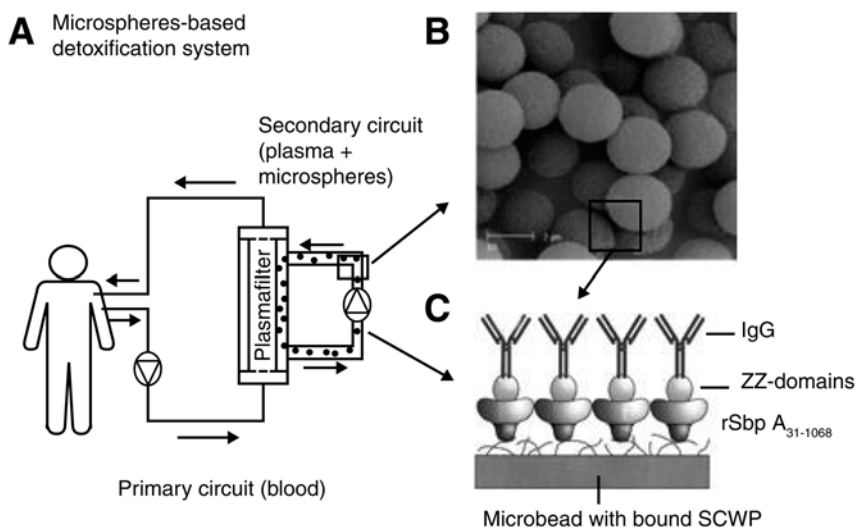 A Microspheres-based
detoxification system
Secondary circuit
(plasma +
microspheres)
Plasmafilter
Primary circuit (blood)
B
C
IgG
ZZ-domains
rSbp A31-1068
Microbead with bound SCWP